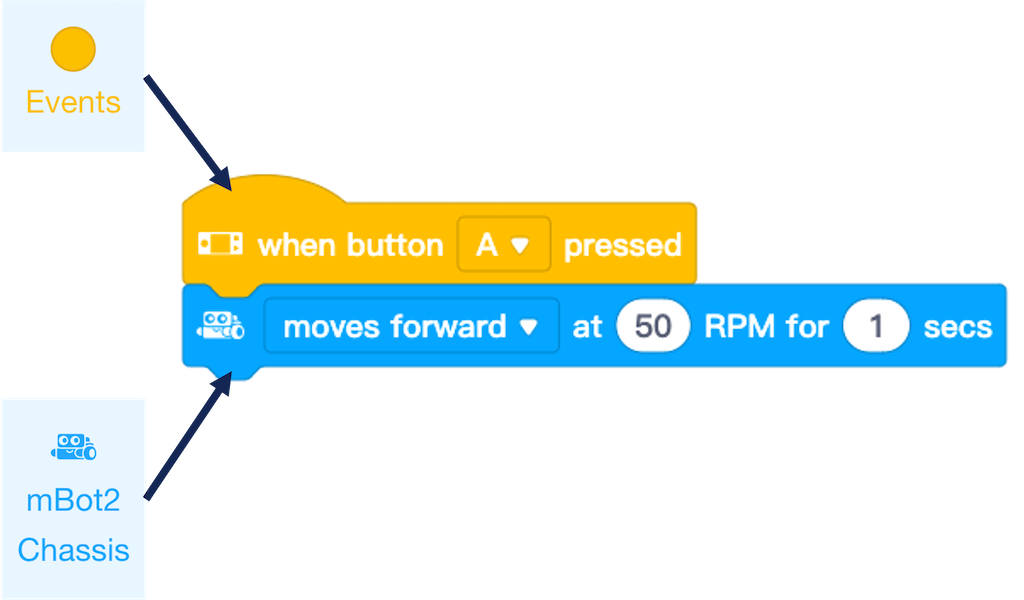 Events
when button A pressed
moves forward at 50 RPM for 1 secs
mBot2
Chassis